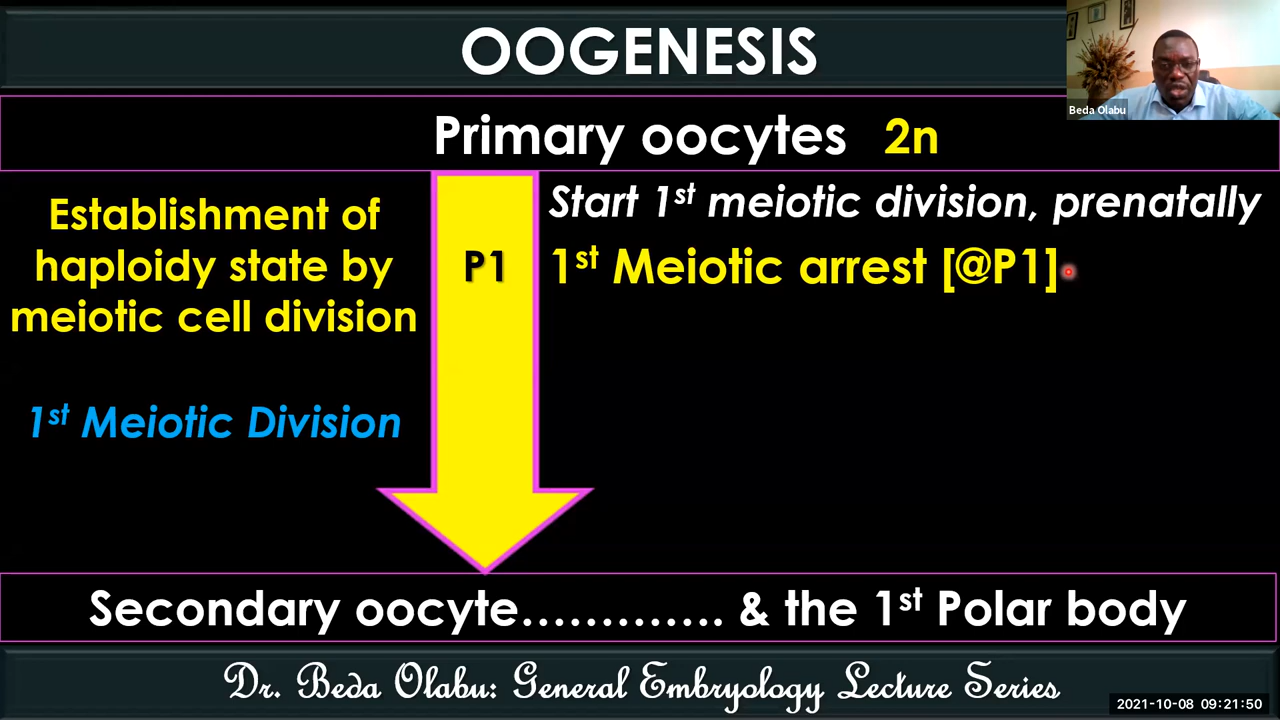 OOGENESIS
Beda Olabu
Primary oocytes 2n
Establishment of
haploidy state by
meiotic cell division
1st Meiotic Division
P1
Start 1st meiotic division, prenatally
1st Meiotic arrest [@P1]
Secondary oocyte............. & the 1st Polar body
Dr. Beda Olabu: General Embryology Lecture Series
2021-10-08 09:21:50